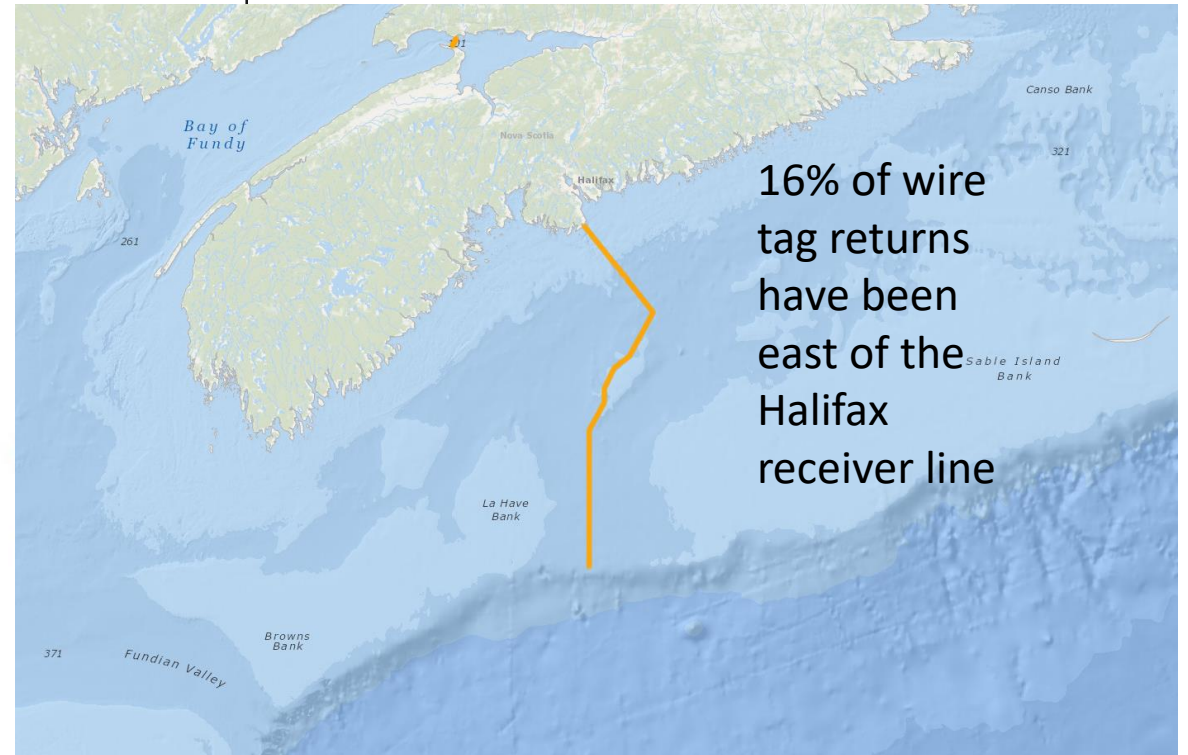 101
Canso Bank
Bay of
Fundy
Nova Scotia
321
Halifax
16% of wire
tag returns
have been
east of the
Halifax
receiver line
261
Sable Island
Bank
La Have
Bank
Browns
Bank
371
Fundian Valley